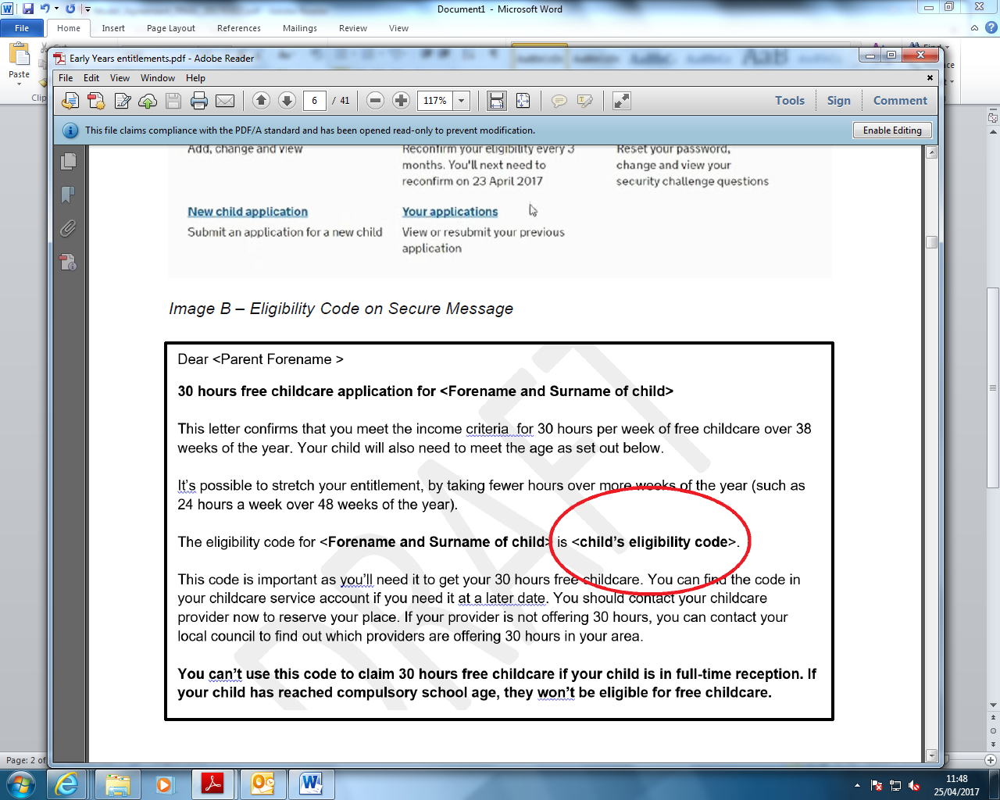 Document1 - Microsoft Word
File Home Insert Page Layout References Mailings Review View
Paste
Early Years entitlements.pdf - Adobe Reader
File Edit View Window Help
6 / 41 117% Tools Sign Comment
This file claims compliance with the PDF/A standard and has been opened read-only to prevent modification. Enable Editing
Add, change and view
Reconfirm your eligibility every 3
months. You'll next need to
reconfirm on 23 April 2017
Reset your password,
change and view your
security challenge questions
New child application
Submit an application for a new child
Your applications
View or resubmit your previous
application
Image B – Eligibility Code on Secure Message
Dear <Parent Forename >
30 hours free childcare application for <Forename and Surname of child>
This letter confirms that you meet the income criteria  for 30 hours per week of free childcare over 38
weeks of the year. Your child will also need to meet the age as set out below.
It's possible to stretch your entitlement, by taking fewer hours over more weeks of the year (such as
24 hours a week over 48 weeks of the year).
The eligibility code for <Forename and Surname of child> is <child's eligibility code>.
This code is important as you'll need it to get your 30 hours free childcare. You can find the code in
your childcare service account if you need it at a later date. You should contact your childcare
provider now to reserve your place. If your provider is not offering 30 hours, you can contact your
local council to find out which providers are offering 30 hours in your area.
You can't use this code to claim 30 hours free childcare if your child is in full-time reception. If
your child has reached compulsory school age, they won't be eligible for free childcare.
DRAFT
Page: 2 of
11:48
25/04/2017